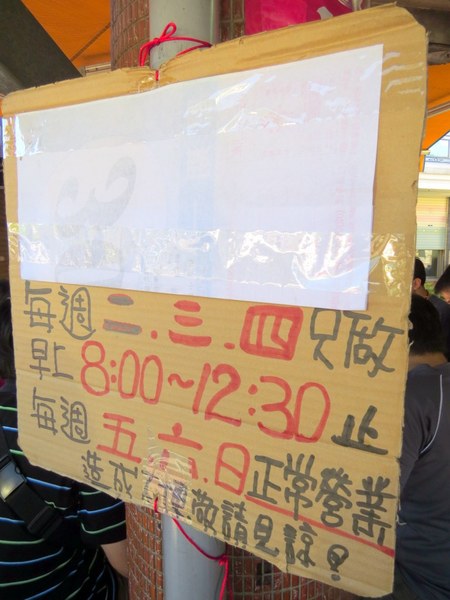 每週二.三.四只做
早上8:00~12:30止
每週五.六.日正常營業
造成不便敬請見諒!